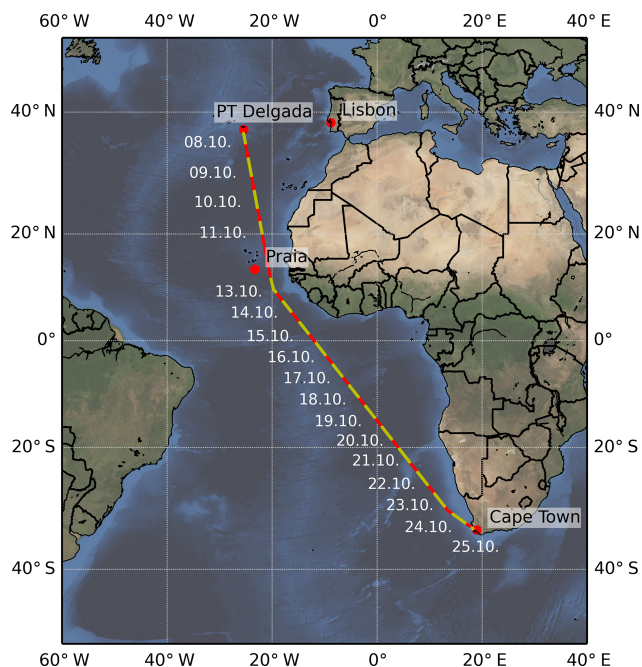 60° W 40° W 20° W 0° E 20° E 40° E
PT Delgada Lisbon
40° N 40° N
08.10.
09.10.
10.10.
11.10.
20° N 20° N
Praia
13.10.
14.10.
15.10.
0° 0°
16.10.
17.10.
18.10.
19.10.
20.10.
20° S 20° S
21.10.
22.10.
23.10.
Cape Town
24.10.
25.10.
40° S 40° S
60° W 40° W 20° W 0° E 20° E 40° E